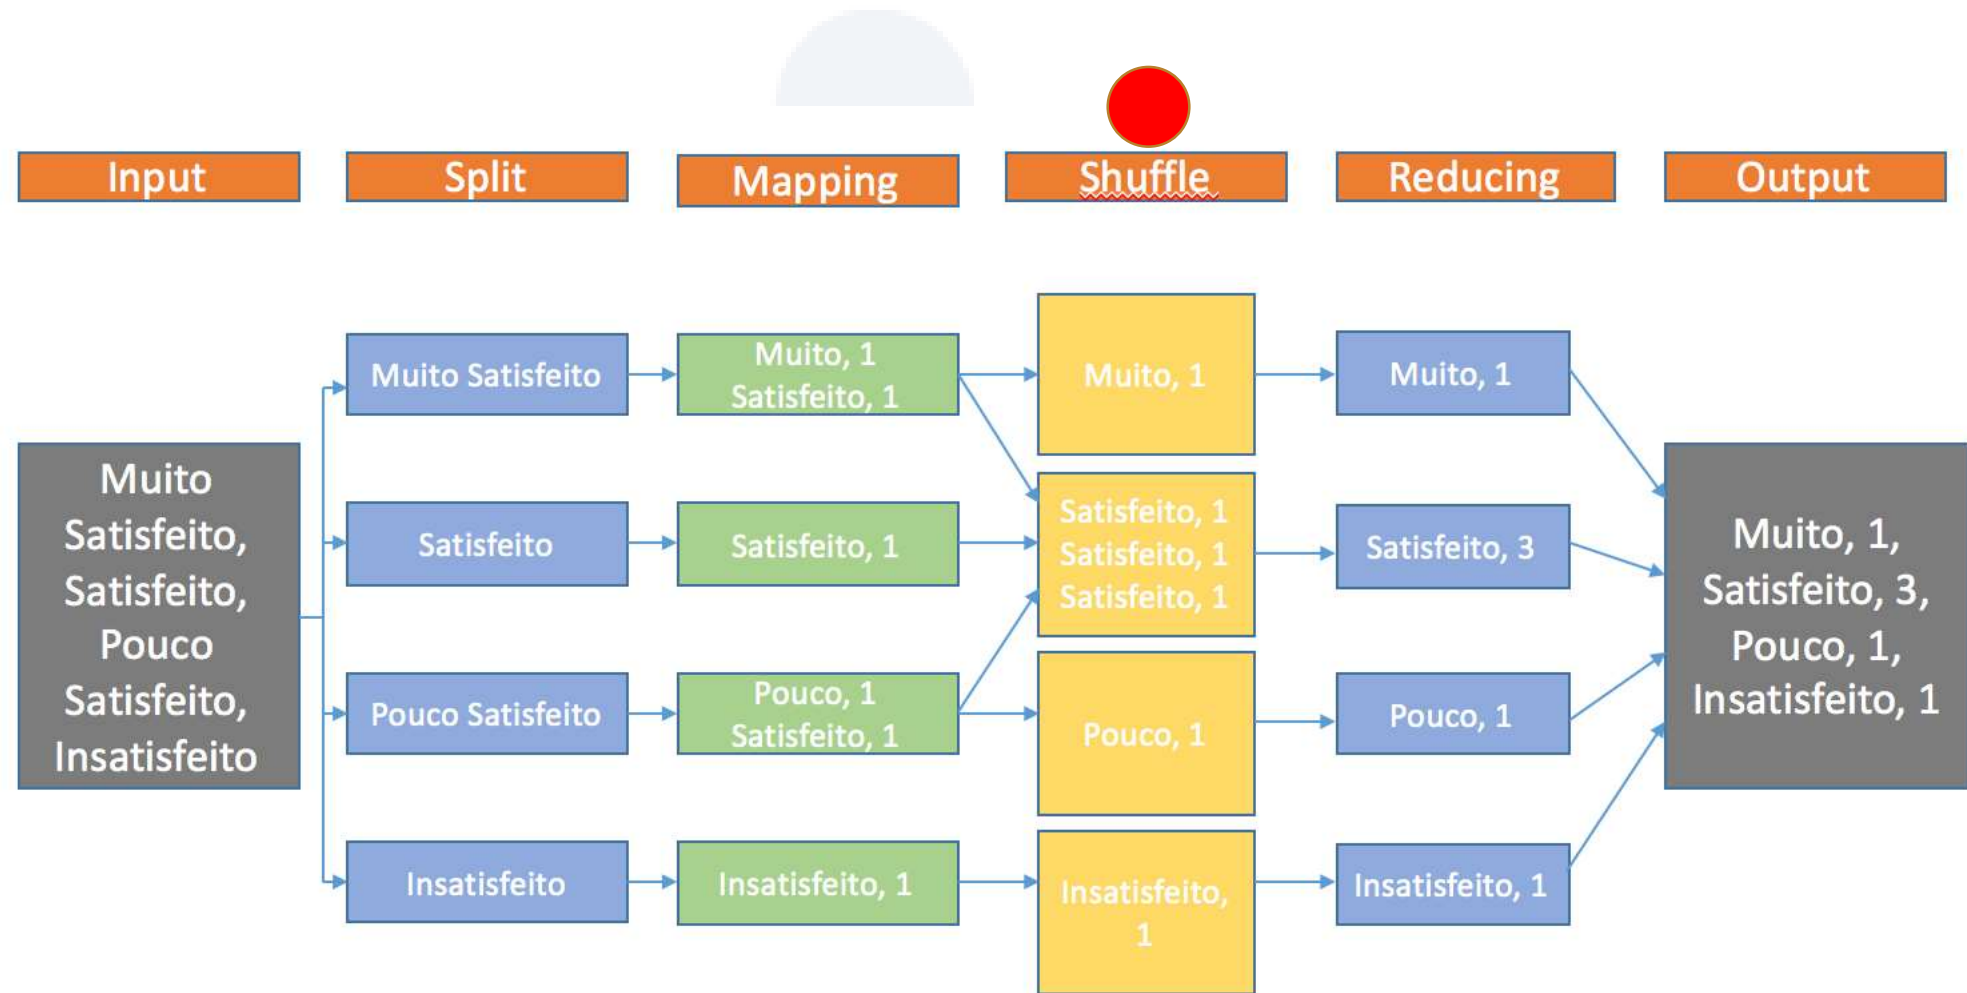 Input
Split
Mapping
Shuffle
Reducing
Output
Muito
Satisfeito,
Satisfeito,
Pouco
Satisfeito,
Insatisfeito
Muito Satisfeito
Satisfeito
Pouco Satisfeito
Insatisfeito
Muito, 1
Satisfeito, 1
Satisfeito, 1
Pouco, 1
Satisfeito, 1
Insatisfeito, 1
Muito, 1
Satisfeito, 1
Satisfeito, 1
Satisfeito, 1
Pouco, 1
Insatisfeito,
1
Muito, 1
Satisfeito, 3
Pouco, 1
Insatisfeito, 1
Muito, 1,
Satisfeito, 3,
Pouco, 1,
Insatisfeito, 1